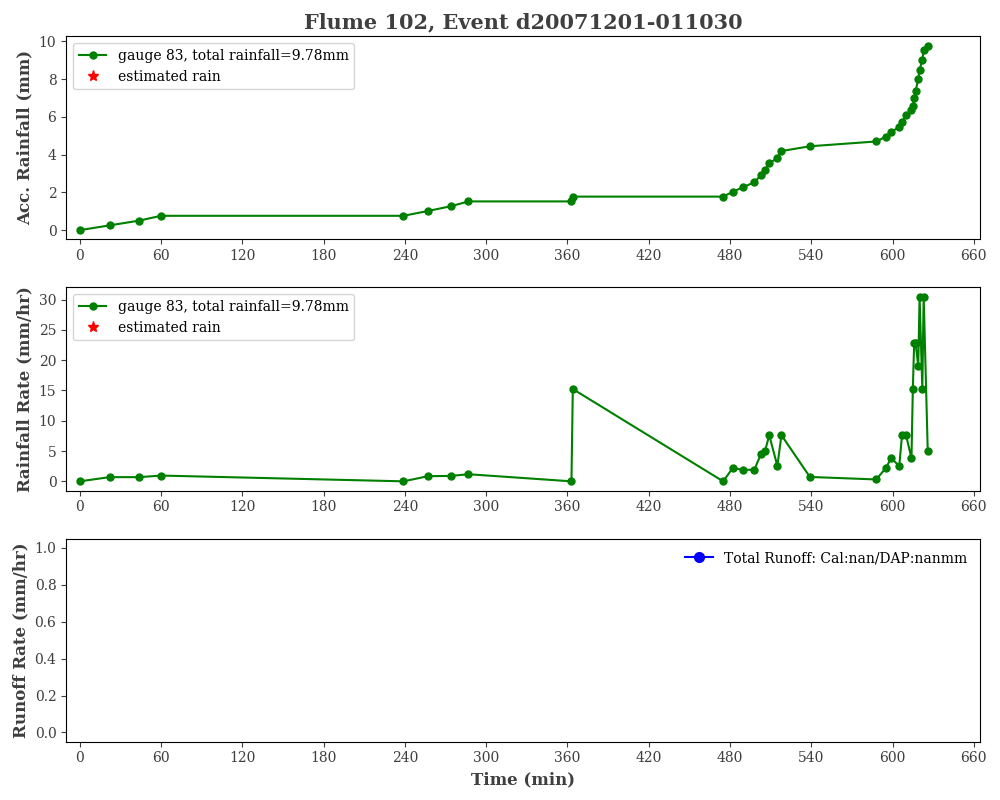 Flume 102, Event d20071201-011030
Acc. Rainfall (mm)
10
8
6
4
2
0
gauge 83, total rainfall=9.78mm
estimated rain
0 60 120 180 240 300 360 420 480 540 600 660
Rainfall Rate (mm/hr)
30
25
20
15
10
5
0
gauge 83, total rainfall=9.78mm
estimated rain
0 60 120 180 240 300 360 420 480 540 600 660
Runoff Rate (mm/hr)
1.0
0.8
0.6
0.4
0.2
0.0
Total Runoff: Cal:nan/DAP:nanmm
0 60 120 180 240 300 360 420 480 540 600 660
Time (min)